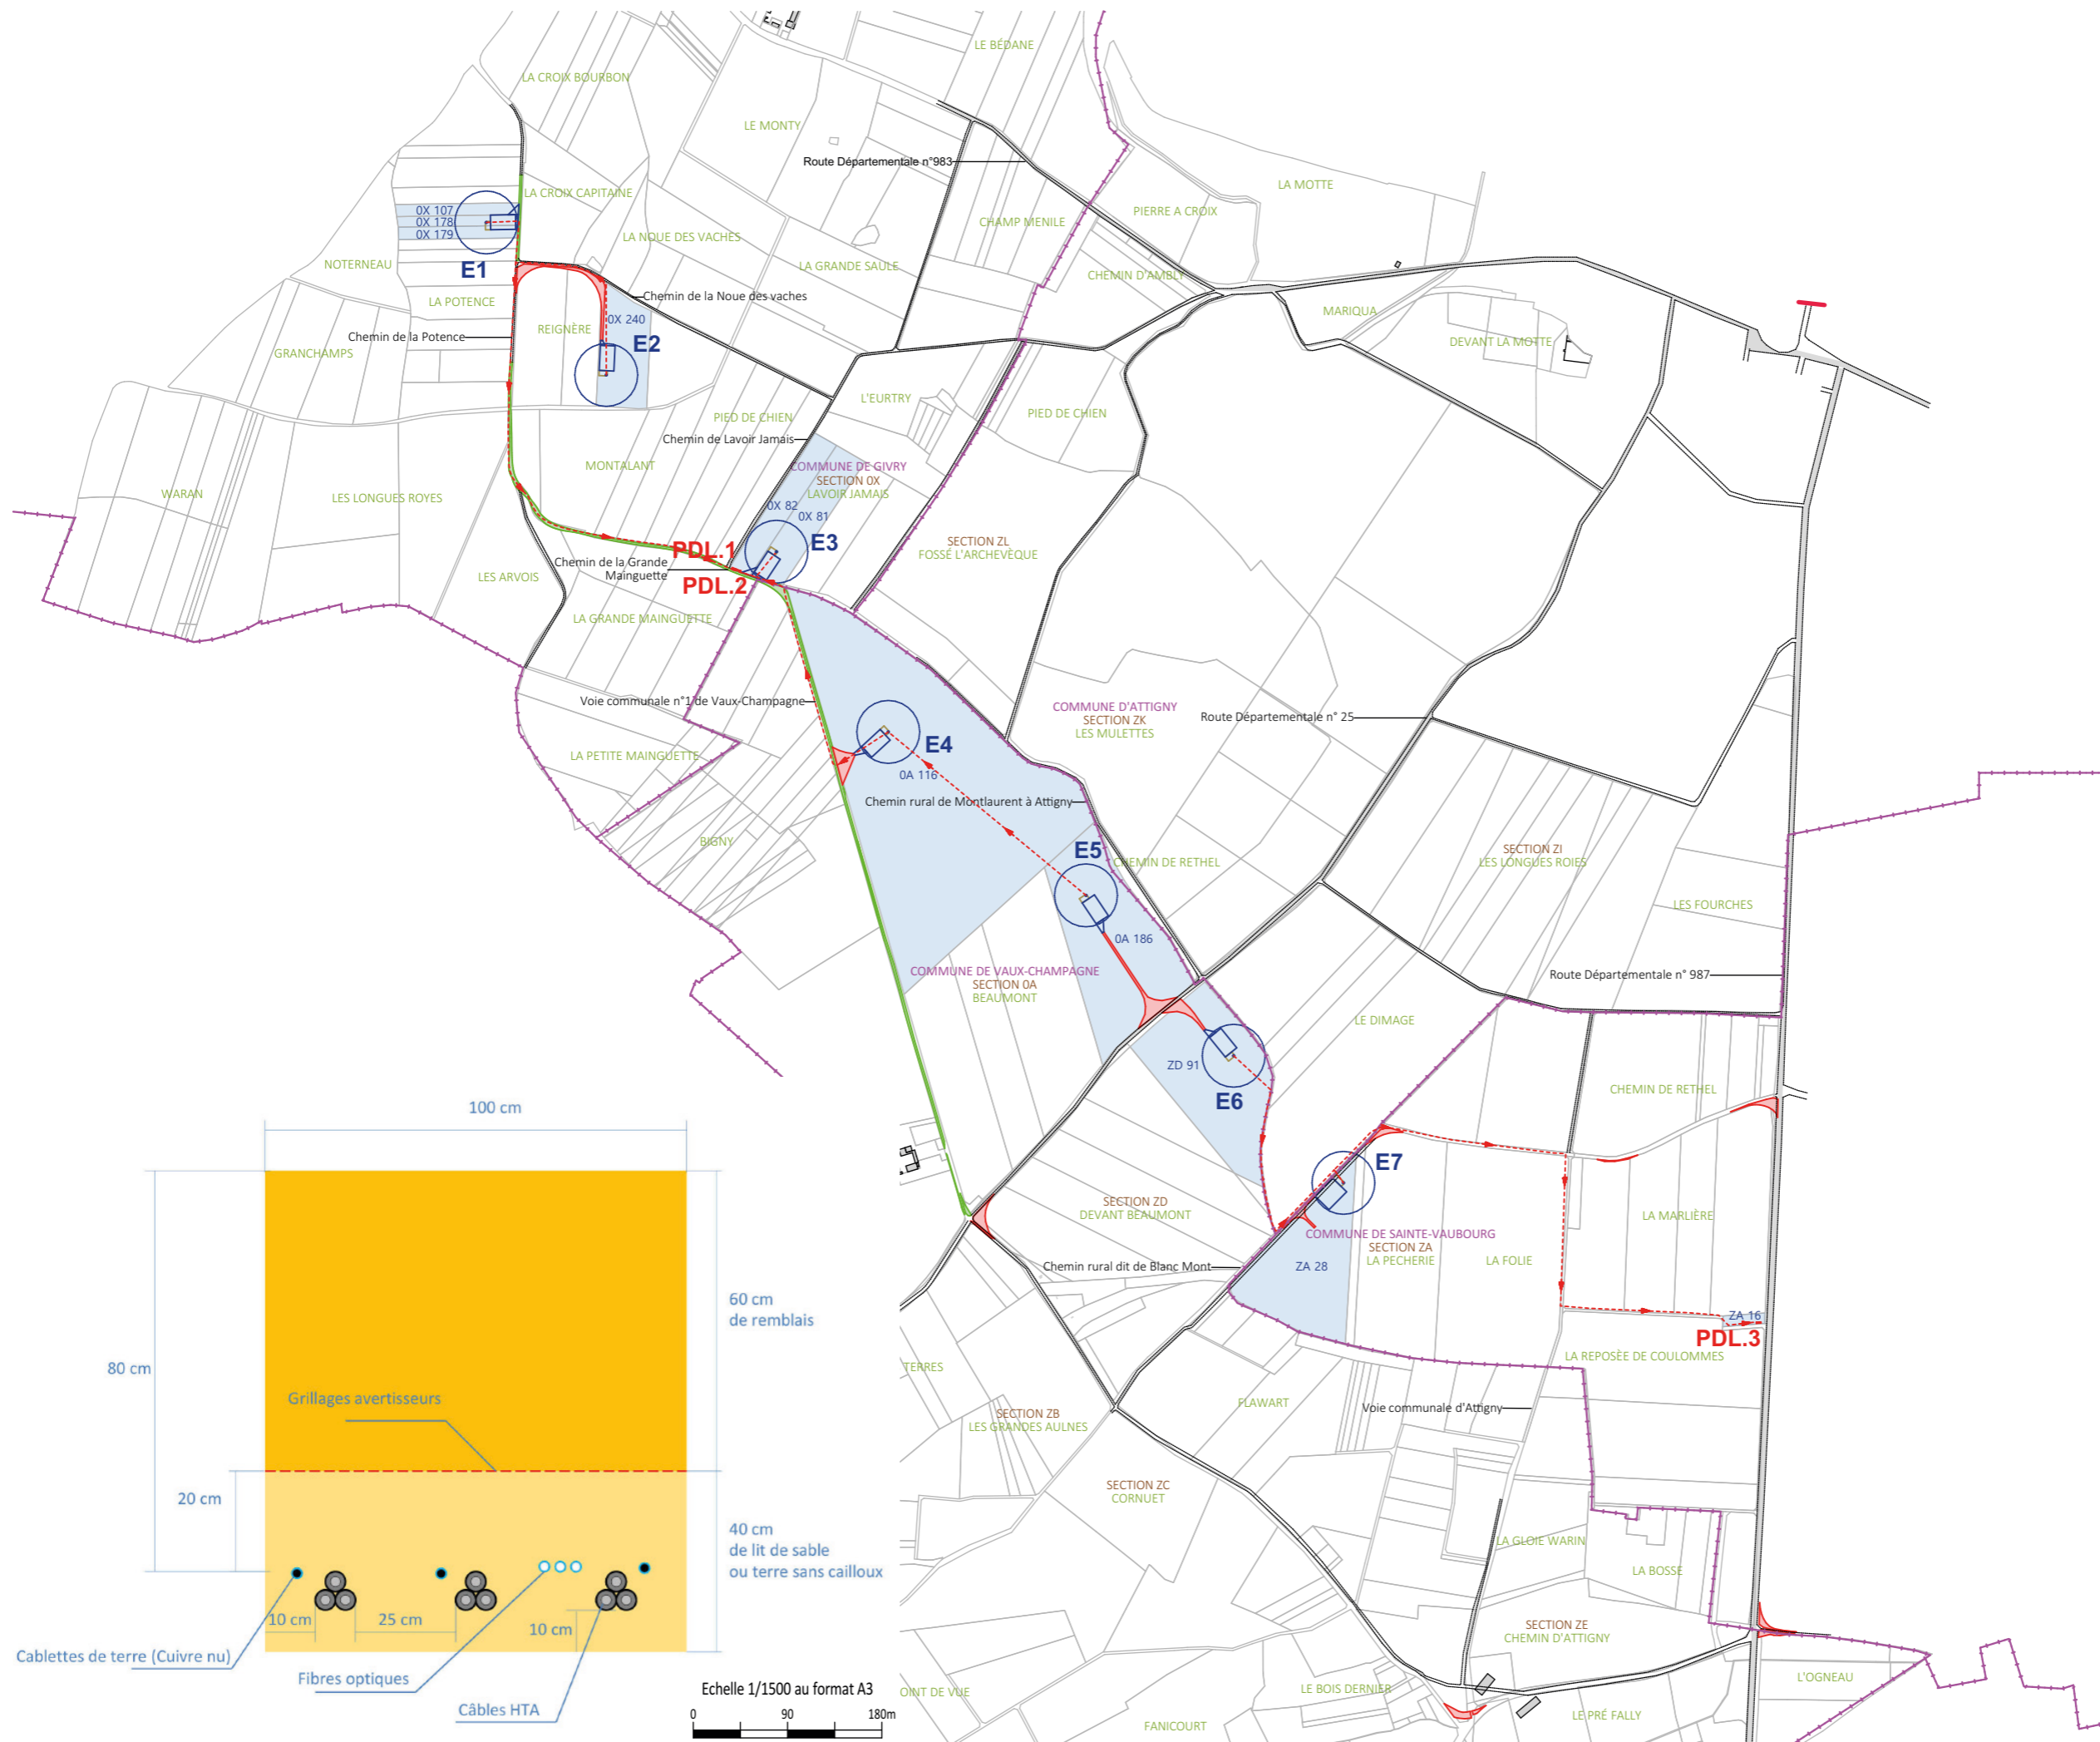 LE BÉDANE
LA CROIX BOURBON
LE MONTY
Route Départementale n°983
LA MOTTE
LA CROIX CAPITAINE
0X 107
0X 178
0X 179
PIERRE A CROIX
CHAMP MENILE
LA NOUE DES VACHES
E1
NOTERNEAU
LA GRANDE SAULE
CHEMIN D'AMBLY
LA POTENCE
Chemin de la Noue des vaches
MARIQUA
0X 240
REIGNÈRE
Chemin de la Potence
E2
DEVANT LA MOTTE
GRANCHAMPS
L'EURTRY
PIED DE CHIEN
PIED DE CHIEN
Chemin de Lavoir Jamais
MONTALANT
COMMUNE DE GIVRY
SECTION 0X
LAVOIR JAMAIS
WARAN
LES LONGUES ROYES
0X 82
0X 81
E3
SECTION ZL
FOSSÉ L'ARCHEVÈQUE
PDL.1
Chemin de la Grande
Mainguette
PDL.2
LES ARVOIS
LA GRANDE MAINGUETTE
Voie communale n°1 de Vaux-Champagne
COMMUNE D'ATTIGNY
SECTION ZK
LES MULETTES
Route Départementale n° 25
E4
LA PETITE MAINGUETTE
0A 116
Chemin rural de Montlaurent à Attigny
BIGNY
E5
CHEMIN DE RETHEL
SECTION ZI
LES LONGUES ROIES
LES FOURCHES
0A 186
COMMUNE DE VAUX-CHAMPAGNE
SECTION 0A
BEAUMONT
Route Départementale n° 987
LE DIMAGE
ZD 91
E6
CHEMIN DE RETHEL
E7
SECTION ZD
DEVANT BEAUMONT
LA MARLIÈRE
COMMUNE DE SAINTE-VAUBOURG
SECTION ZA
LA PECHERIE
LA FOLIE
Chemin rural dit de Blanc Mont
ZA 28
ZA 16
PDL.3
LA REPOSÈE DE COULOMMES
TERRES
FLAWART
Voie communale d'Attigny
SECTION ZB
LES GRANDES AULNES
SECTION ZC
CORNUET
LA GLOIE WARIN
LA BOSSE
SECTION ZE
CHEMIN D'ATTIGNY
L'OGNEAU
LE BOIS DERNIER
OINT DE VUE
LE PRÉ FALLY
FANICOURT
100 cm
60 cm
de remblais
80 cm
Grillages avertisseurs
20 cm
40 cm
de lit de sable
ou terre sans cailloux
10 cm
25 cm
10 cm
Cablettes de terre (Cuivre nu)
Fibres optiques
Câbles HTA
Echelle 1/1500 au format A3
0 90 180m